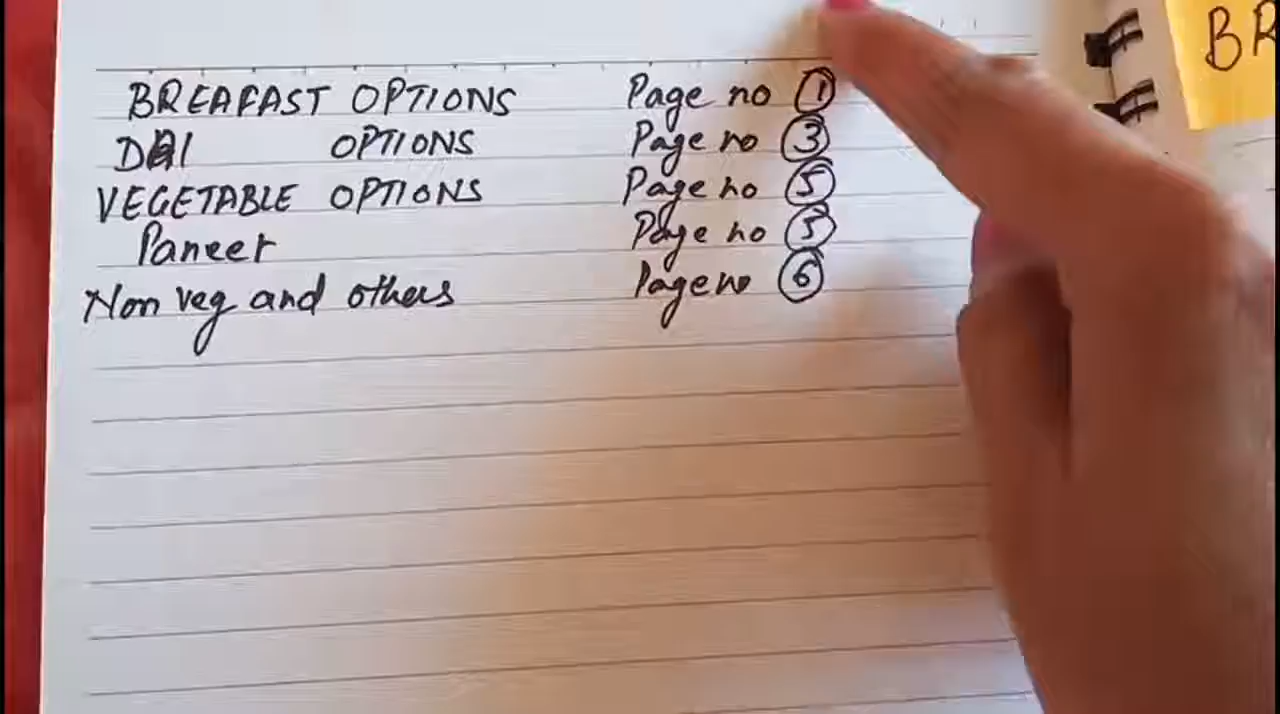 BREAFAST OPTIONS Page no 1
DAl OPTIONS Page no 3
VEGETABLE OPTIONS Page no 5
Paneer Page no 5
Non veg and others Page no 6
BR